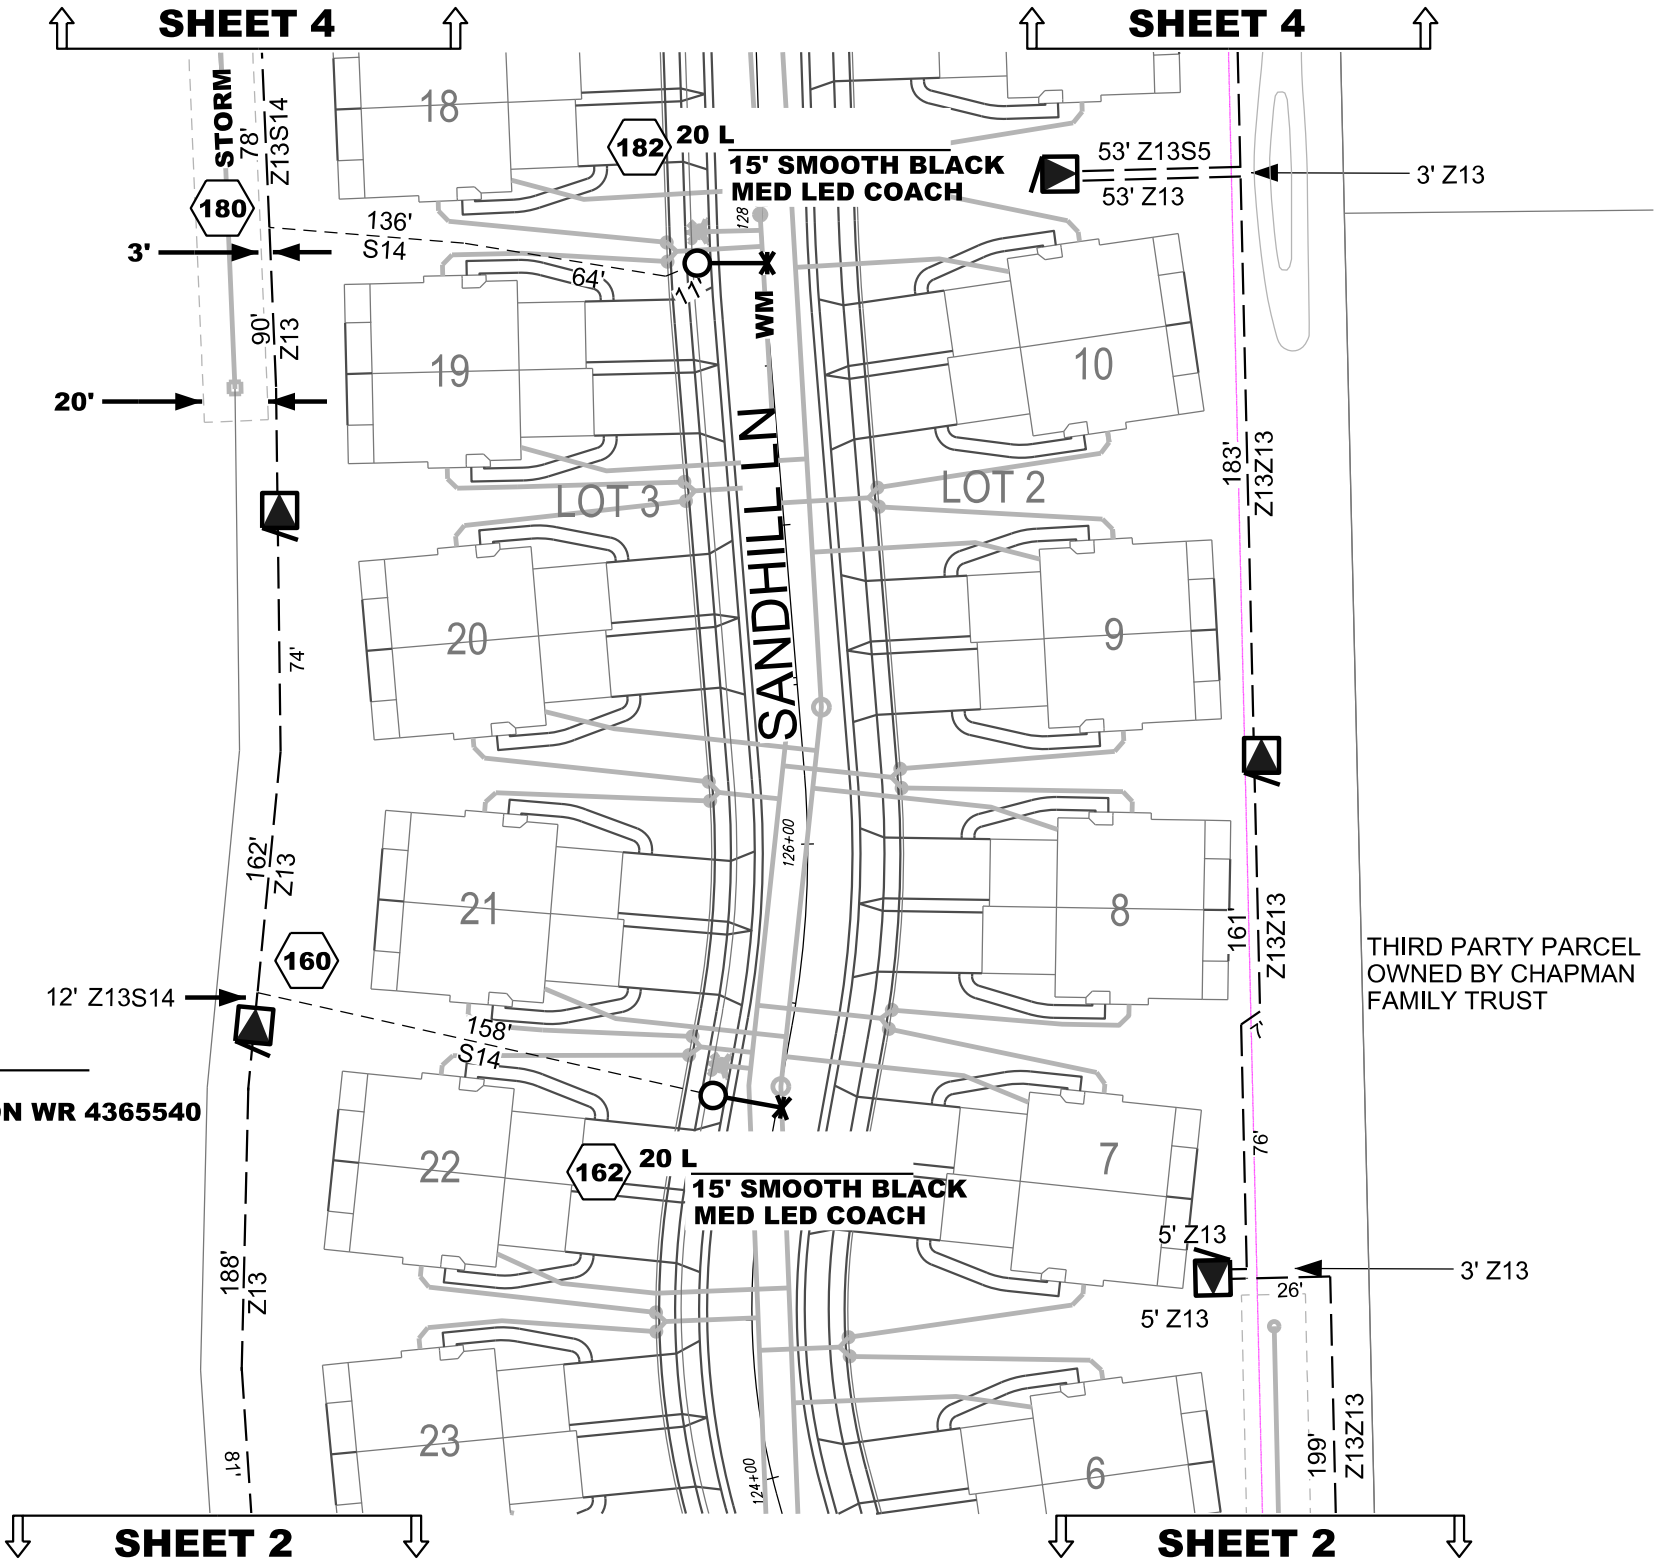 SHEET 4
SHEET 4
STORM
78'
Z13S14
18
182
20 L
15' SMOOTH BLACK
MED LED COACH
53' Z13S5
53' Z13
3' Z13
180
136'
S14
128
3'
64'
11'
WM
90'
Z13
19
10
20'
SANDHILL LN
183'
Z13Z13
LOT 3
LOT 2
74'
20
9
126+00
162'
Z13
21
8
161'
Z13Z13
THIRD PARTY PARCEL
OWNED BY CHAPMAN
FAMILY TRUST
160
12' Z13S14
158'
S14
7'
ON WR 4365540
76'
22
7
162
20 L
15' SMOOTH BLACK
MED LED COACH
188'
Z13
5' Z13
3' Z13
26'
5' Z13
23
6
81'
124+00
199'
Z13Z13
SHEET 2
SHEET 2